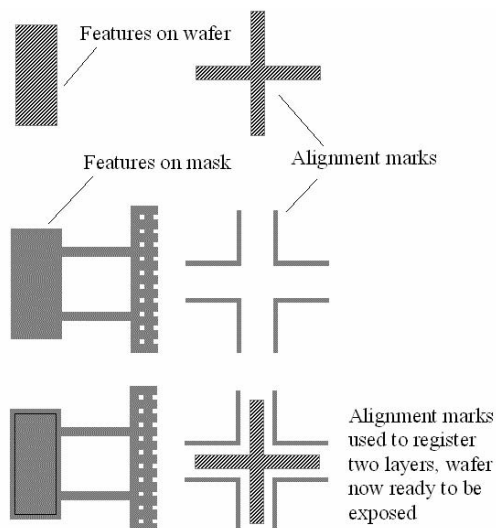 Features on wafer
Features on mask
Alignment marks
Alignment marks
used to register
two layers, wafer
now ready to be
exposed